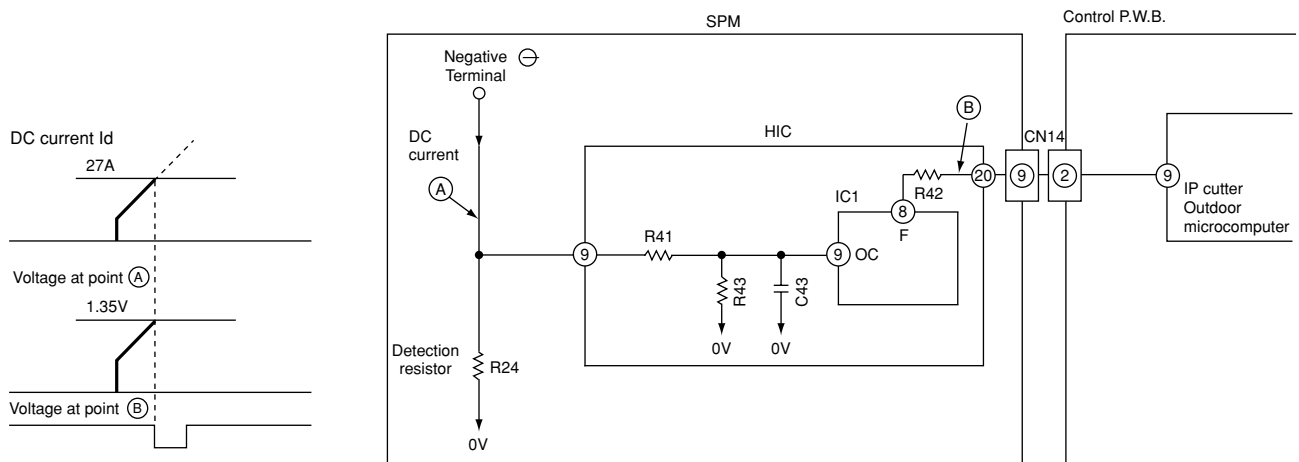 DC current Id
27A
Voltage at point A
1.35V
Voltage at point B
SPM
Control P.W.B.
Negative
Terminal
DC
current
A
Detection
resistor
R24
0V
HIC
B
CN14
20
9
2
9
R42
IC1
8
F
9
R41
9
OC
R43
C43
0V
0V
IP cutter
Outdoor
microcomputer